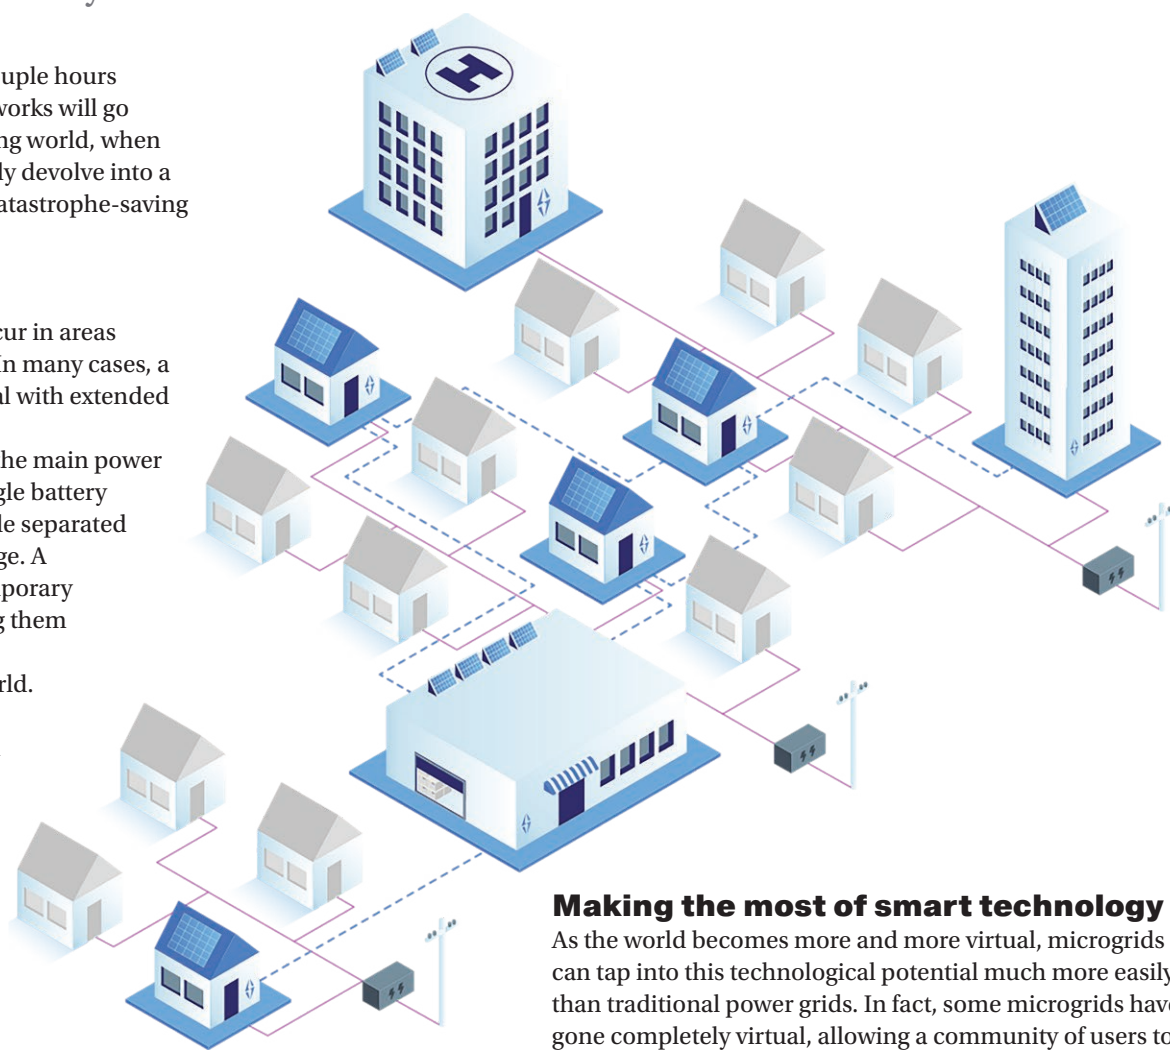 ouple hours
works will go
ng world, when
ly devolve into a
atastrophe-saving
cur in areas
In many cases, a
al with extended
he main power
gle battery
le separated
ge. A
porary
g them
rld.
H
Making the most of smart technology
As the world becomes more and more virtual, microgrids
can tap into this technological potential much more easily
than traditional power grids. In fact, some microgrids have
gone completely virtual, allowing a community of users to